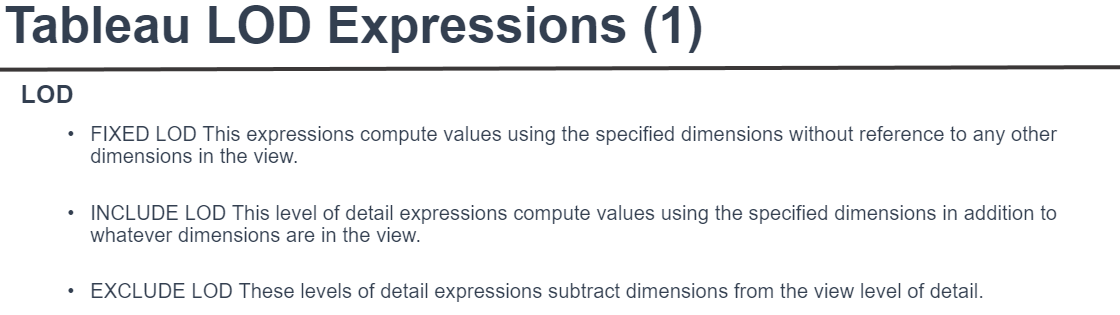 Tableau LOD Expressions (1)
LOD
• FIXED LOD This expressions compute values using the specified dimensions without reference to any other
dimensions in the view.
• INCLUDE LOD This level of detail expressions compute values using the specified dimensions in addition to
whatever dimensions are in the view.
• EXCLUDE LOD These levels of detail expressions subtract dimensions from the view level of detail.